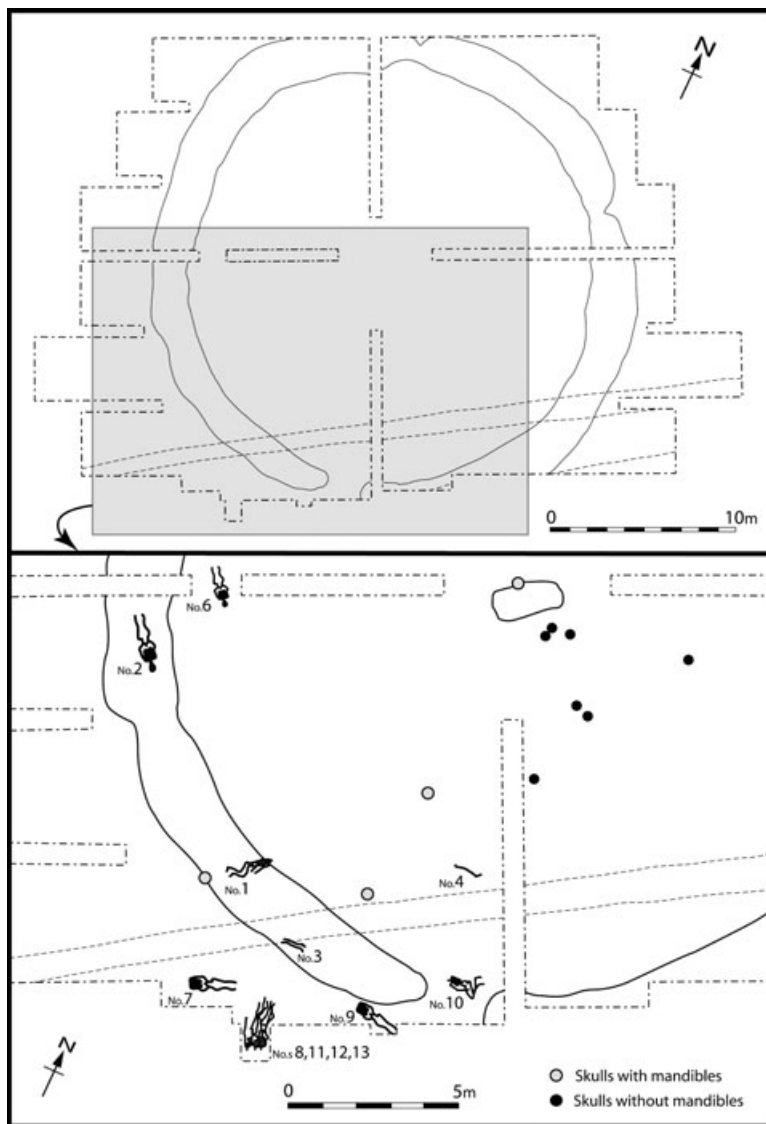 N
0 10m
No.6
No.2
No.1
No.4
No.3
No.7
No.10
No.9
No.s 8,11,12,13
N
0 5m
Skulls with mandibles
Skulls without mandibles